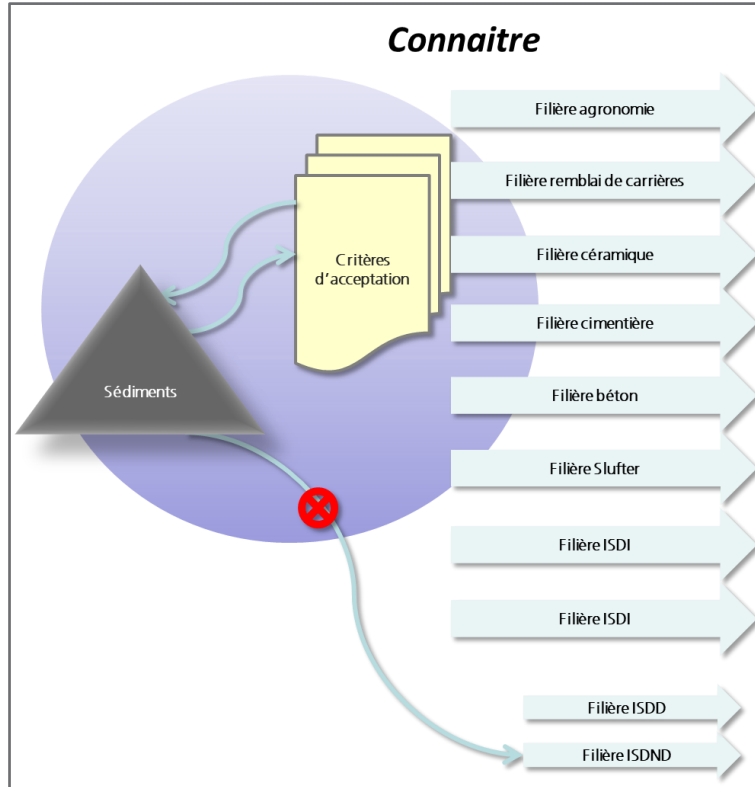 Connaitre
Filière agronomie
Filière remblai de carrières
Critères
d'acceptation
Filière céramique
Filière cimentière
Sédiments
Filière béton
Filière Slufter
Filière ISDI
Filière ISDI
Filière ISDD
Filière ISDND